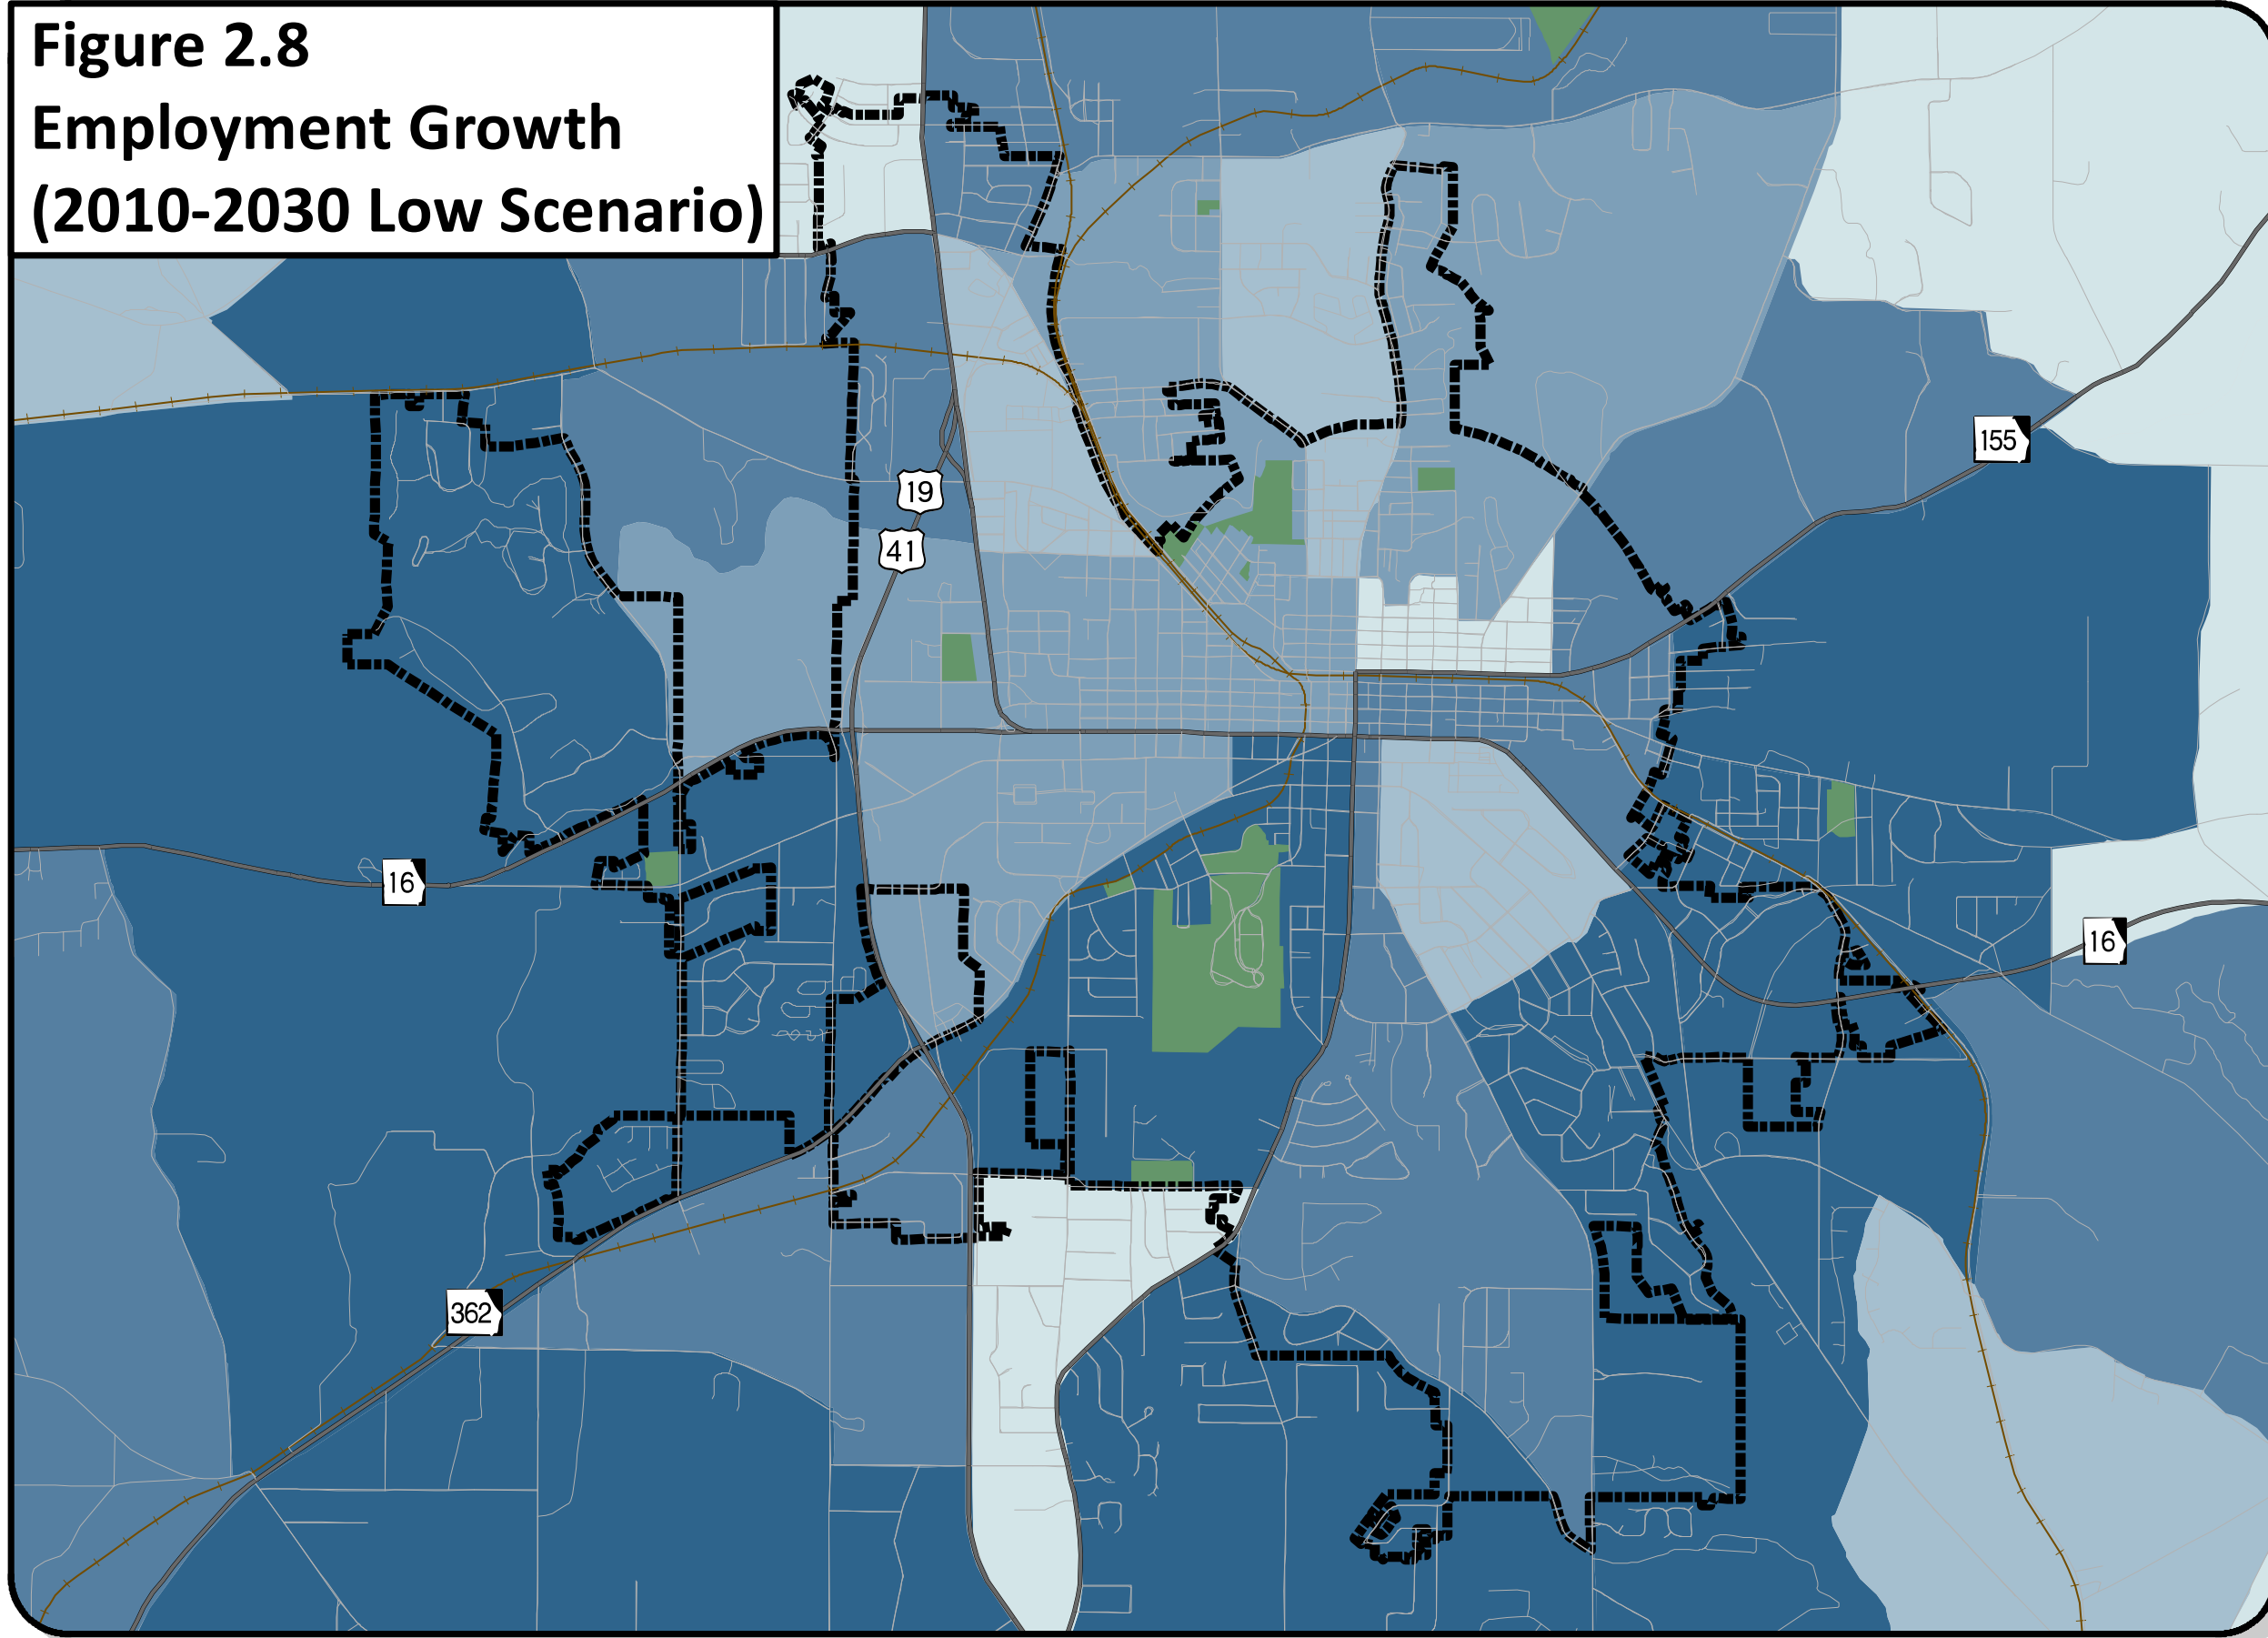 Figure 2.8
Employment Growth
(2010-2030 Low Scenario)
155
19
41
16
16
362